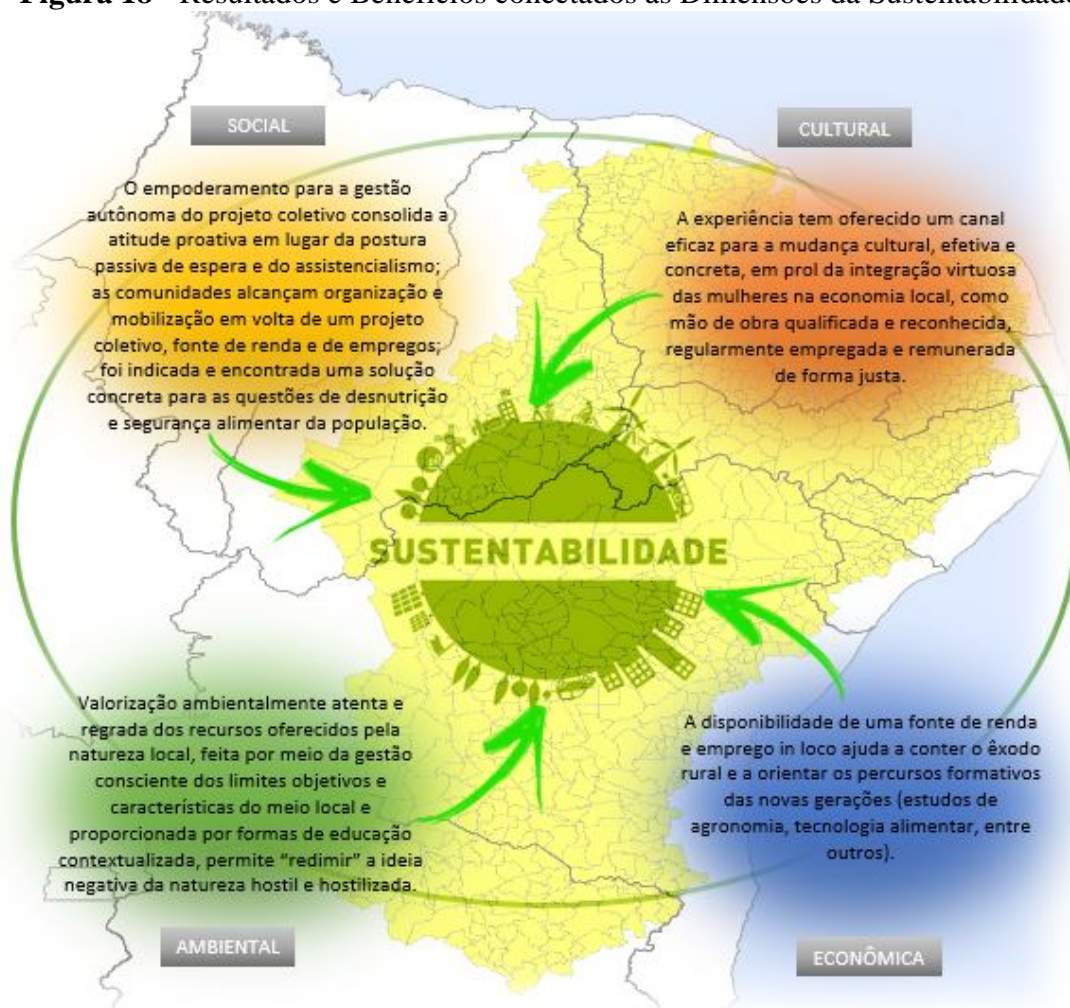 Figura - Resultados e Benefícios conectados às Dimensões da Sustentabilidade
SOCIAL
O empoderamento para a gestão
autônoma do projeto coletivo consolida a
atitude proativa em lugar da postura
passiva de espera e do assistencialismo;
as comunidades alcançam organização e
mobilização em volta de um projeto
coletivo, fonte de renda e de empregos;
foi indicada e encontrada uma solução
concreta para as questões de desnutrição
e segurança alimentar da população.
CULTURAL
A experiência tem oferecido um canal
eficaz para a mudança cultural, efetiva e
concreta, em prol da integração virtuosa
das mulheres na economia local, como
mão de obra qualificada e reconhecida,
regularmente empregada e remunerada
de forma justa.
SUSTENTABILIDADE
Valorização ambientalmente atenta e
regrada dos recursos oferecidos pela
natureza local, feita por meio da gestão
consciente dos limites objetivos e
características do meio local e
proporcionada por formas de educação
contextualizada, permite “redimir” a ideia
negativa da natureza hostil e hostilizada.
AMBIENTAL
A disponibilidade de uma fonte de renda
e emprego in loco ajuda a conter o êxodo
rural e a orientar os percursos formativos
das novas gerações (estudos de
agronomia, tecnologia alimentar, entre
outros).
ECONÔMICA